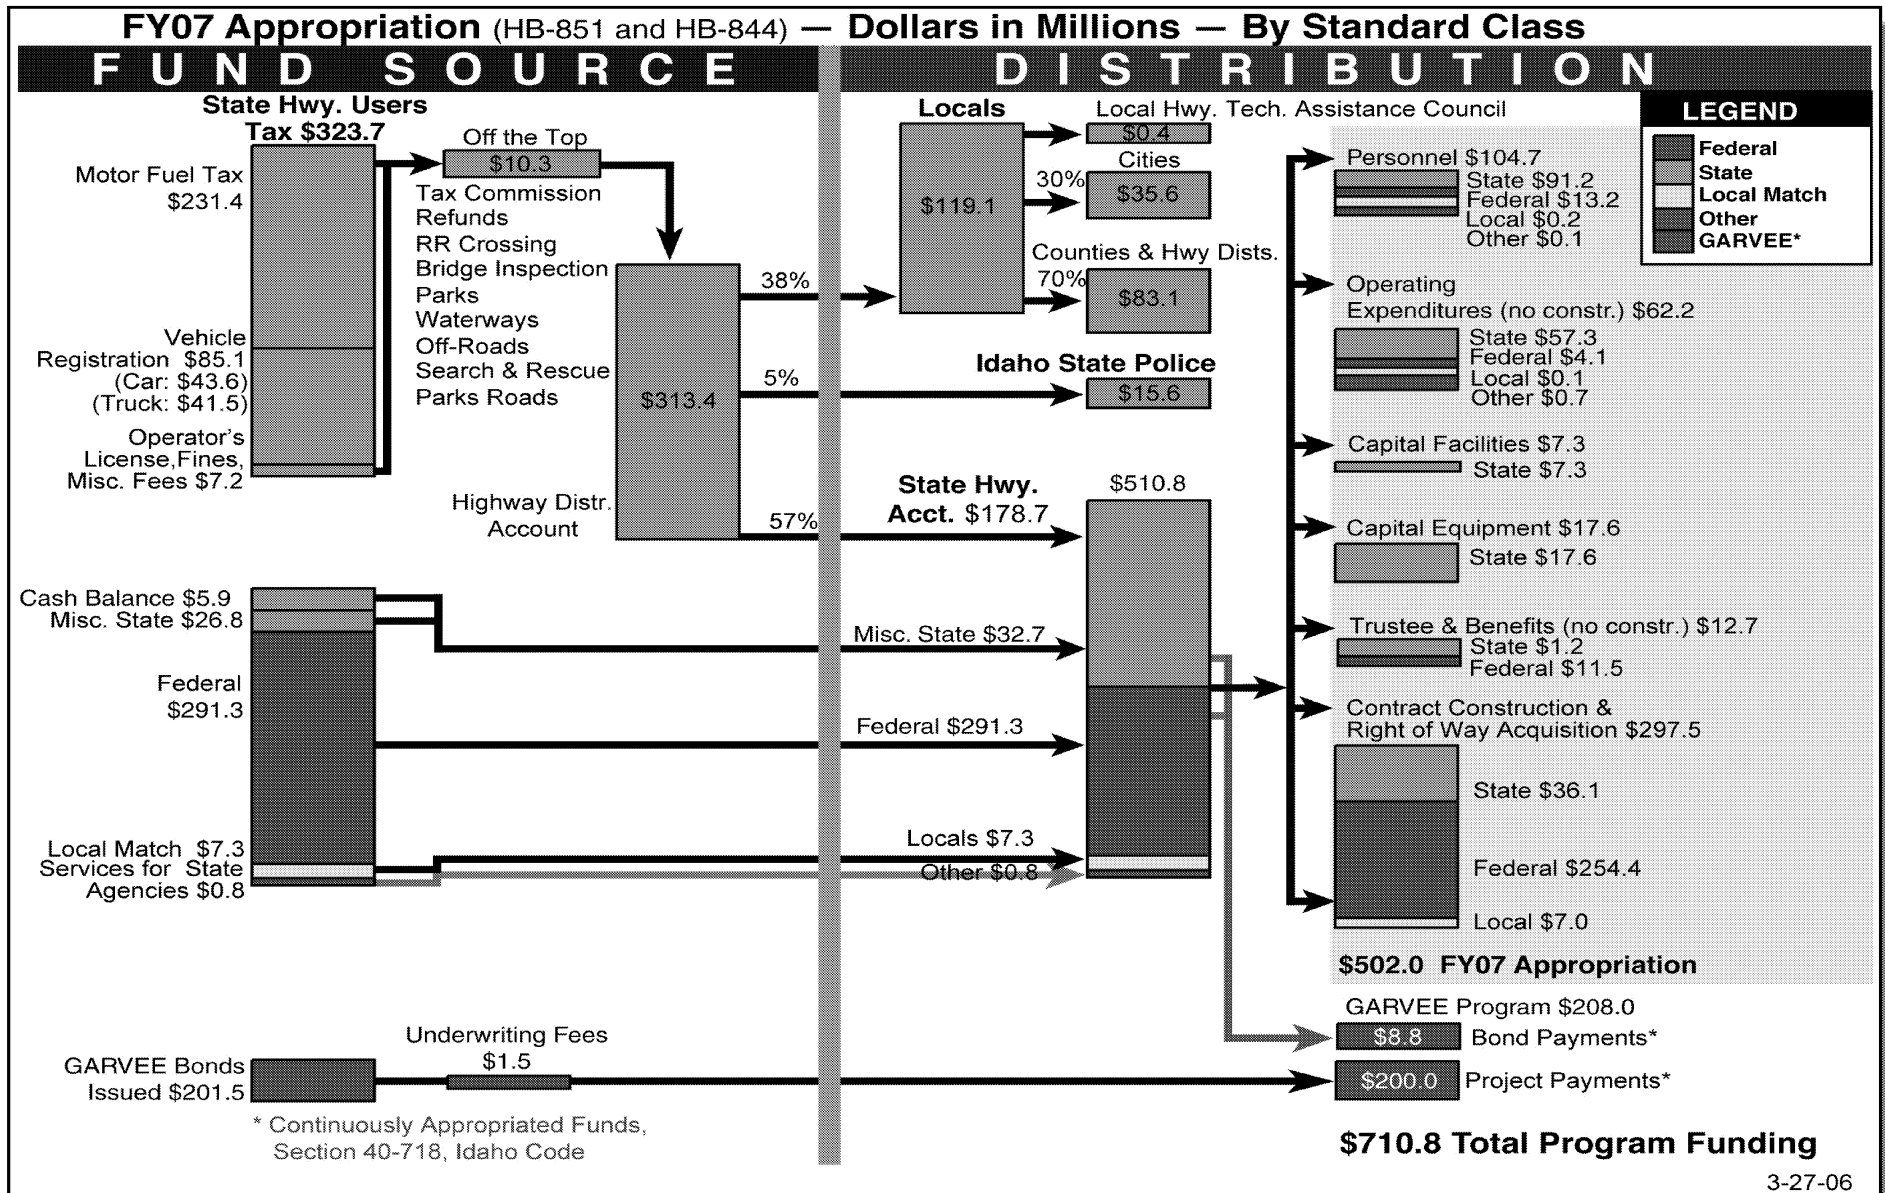 FY07 Appropriation (HB-851 and HB-844) — Dollars in Millions — By Standard Class
FUND SOURCE
DISTRIBUTION
State Hwy. Users
Tax $323.7
Motor Fuel Tax
$231.4
Vehicle
Registration $85.1
(Car: $43.6)
(Truck: $41.5)
Operator's
License,Fines,
Misc. Fees $7.2
Off the Top
$10.3
Tax Commission
Refunds
RR Crossing
Bridge Inspection
Parks
Waterways
Off-Roads
Search & Rescue
Parks Roads
$313.4
Highway Distr.
Account
38%
5%
57%
Cash Balance $5.9
Misc. State $26.8
Federal
$291.3
Local Match $7.3
Services for State
Agencies $0.8
GARVEE Bonds
Issued $201.5
Underwriting Fees
$1.5
* Continuously Appropriated Funds,
Section 40-718, Idaho Code
Locals
$119.1
Local Hwy. Tech. Assistance Council
$0.4
Cities
30%
$35.6
Counties & Hwy Dists.
70%
$83.1
Idaho State Police
$15.6
State Hwy.
Acct. $178.7
$510.8
Misc. State $32.7
Federal $291.3
Locals $7.3
Other $0.8
LEGEND
Federal
State
Local Match
Other
GARVEE*
Personnel $104.7
State $91.2
Federal $13.2
Local $0.2
Other $0.1
Operating
Expenditures (no constr.) $62.2
State $57.3
Federal $4.1
Local $0.1
Other $0.7
Capital Facilities $7.3
State $7.3
Capital Equipment $17.6
State $17.6
Trustee & Benefits (no constr.) $12.7
State $1.2
Federal $11.5
Contract Construction &
Right of Way Acquisition $297.5
State $36.1
Federal $254.4
Local $7.0
$502.0 FY07 Appropriation
GARVEE Program $208.0
$8.8 Bond Payments*
$200.0 Project Payments*
$710.8 Total Program Funding
3-27-06